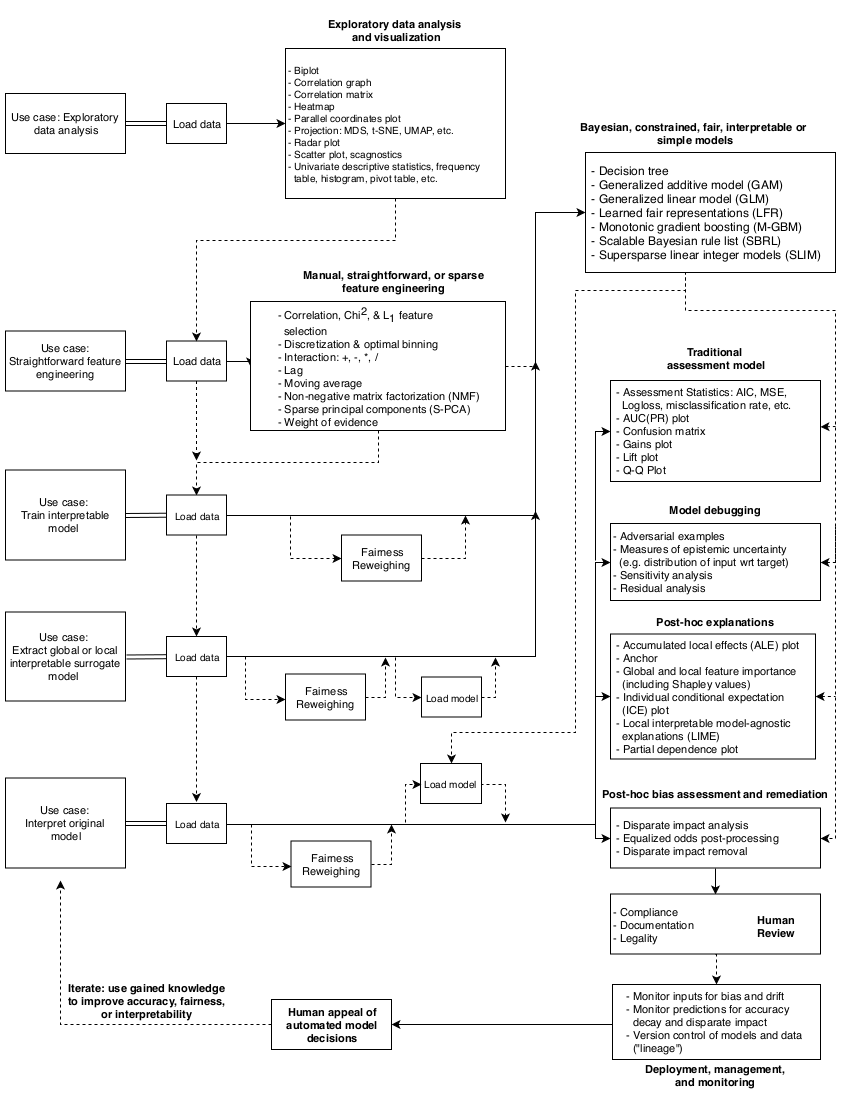 Exploratory data analysis
and visualization
- Biplot
- Correlation graph
- Correlation matrix
- Heatmap
- Parallel coordinates plot
- Projection: MDS, t-SNE, UMAP, etc.
- Radar plot
- Scatter plot, scagnostics
- Univariate descriptive statistics, frequency
table, histogram, pivot table, etc.
Use case: Exploratory
data analysis
Load data
Bayesian, constrained, fair, interpretable or
simple models
- Decision tree
- Generalized additive model (GAM)
- Generalized linear model (GLM)
- Learned fair representations (LFR)
- Monotonic gradient boosting (M-GBM)
- Scalable Bayesian rule list (SBRL)
- Supersparse linear integer models (SLIM)
Manual, straightforward, or sparse
feature engineering
- Correlation, Chi², & L₁ feature
selection
- Discretization & optimal binning
- Interaction: +, -, *, /
- Lag
- Moving average
- Non-negative matrix factorization (NMF)
- Sparse principal components (S-PCA)
- Weight of evidence
Use case:
Straightforward feature
engineering
Load data
Traditional
assessment model
- Assessment Statistics: AIC, MSE,
Logloss, misclassification rate, etc.
- AUC(PR) plot
- Confusion matrix
- Gains plot
- Lift plot
- Q-Q Plot
Use case:
Train interpretable
model
Load data
Fairness
Reweighing
Model debugging
- Adversarial examples
- Measures of epistemic uncertainty
(e.g. distribution of input wrt target)
- Sensitivity analysis
- Residual analysis
Use case:
Extract global or local
interpretable surrogate
model
Load data
Fairness
Reweighing
Load model
Post-hoc explanations
- Accumulated local effects (ALE) plot
- Anchor
- Global and local feature importance
(including Shapley values)
- Individual conditional expectation
(ICE) plot
- Local interpretable model-agnostic
explanations (LIME)
- Partial dependence plot
Use case:
Interpret original
model
Load data
Load model
Fairness
Reweighing
Post-hoc bias assessment and remediation
- Disparate impact analysis
- Equalized odds post-processing
- Disparate impact removal
- Compliance
- Documentation
- Legality
Human
Review
Iterate: use gained knowledge
to improve accuracy, fairness,
or interpretability
Human appeal of
automated model
decisions
- Monitor inputs for bias and drift
- Monitor predictions for accuracy
decay and disparate impact
- Version control of models and data
("lineage")
Deployment, management,
and monitoring